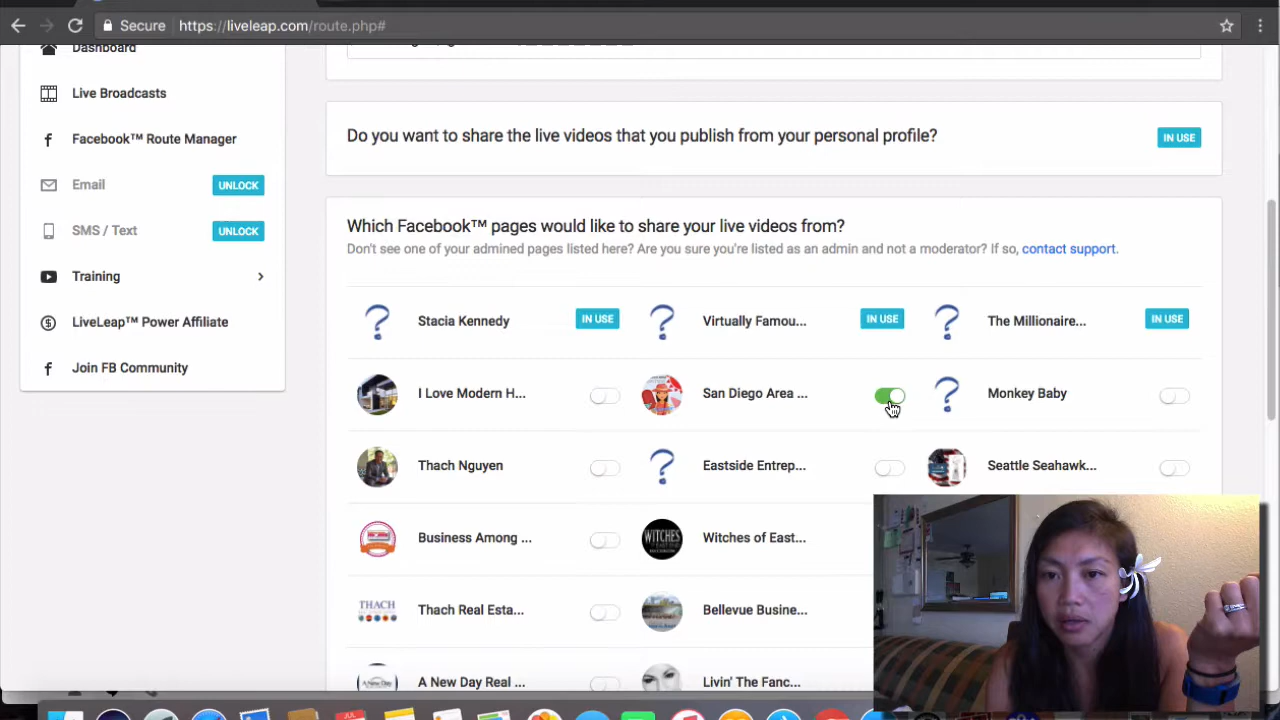 Secure https://liveleap.com/route.php#
Dashboard
Live Broadcasts
Facebook™ Route Manager
Email UNLOCK
SMS / Text UNLOCK
Training
LiveLeap™ Power Affiliate
Join FB Community
Do you want to share the live videos that you publish from your personal profile? IN USE
Which Facebook™ pages would like to share your live videos from?
Don't see one of your admined pages listed here? Are you sure you're listed as an admin and not a moderator? If so, contact support.
Stacia Kennedy IN USE Virtually Famou... IN USE The Millionaire... IN USE
I Love Modern H... San Diego Area ... Monkey Baby
Thach Nguyen Eastside Entrep... Seattle Seahawk...
Business Among ... WITCHES Witches of East...
THACH Thach Real Esta... Bellevue Busine...
A New Day Real ... Livin' The Fanc...